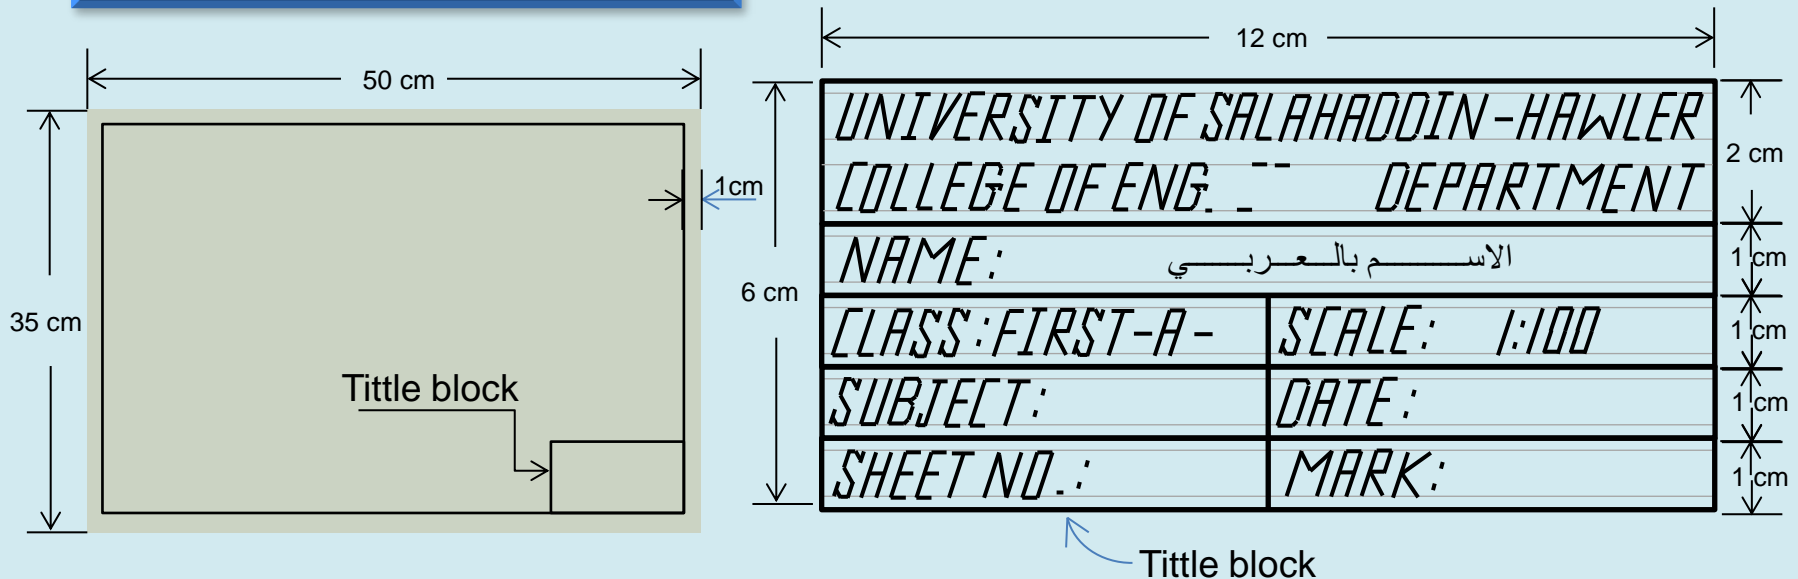 50 cm
35 cm
1cm
Tittle block
12 cm
6 cm
UNIVERSITY OF SALAHADDIN-HAWLER
COLLEGE OF ENG. DEPARTMENT
2 cm
NAME: الاســـــم بالــعــربـــــي
1 cm
CLASS:FIRST-A- SCALE: 1:100
1 cm
SUBJECT: DATE:
1 cm
SHEET NO.: MARK:
1 cm
Tittle block